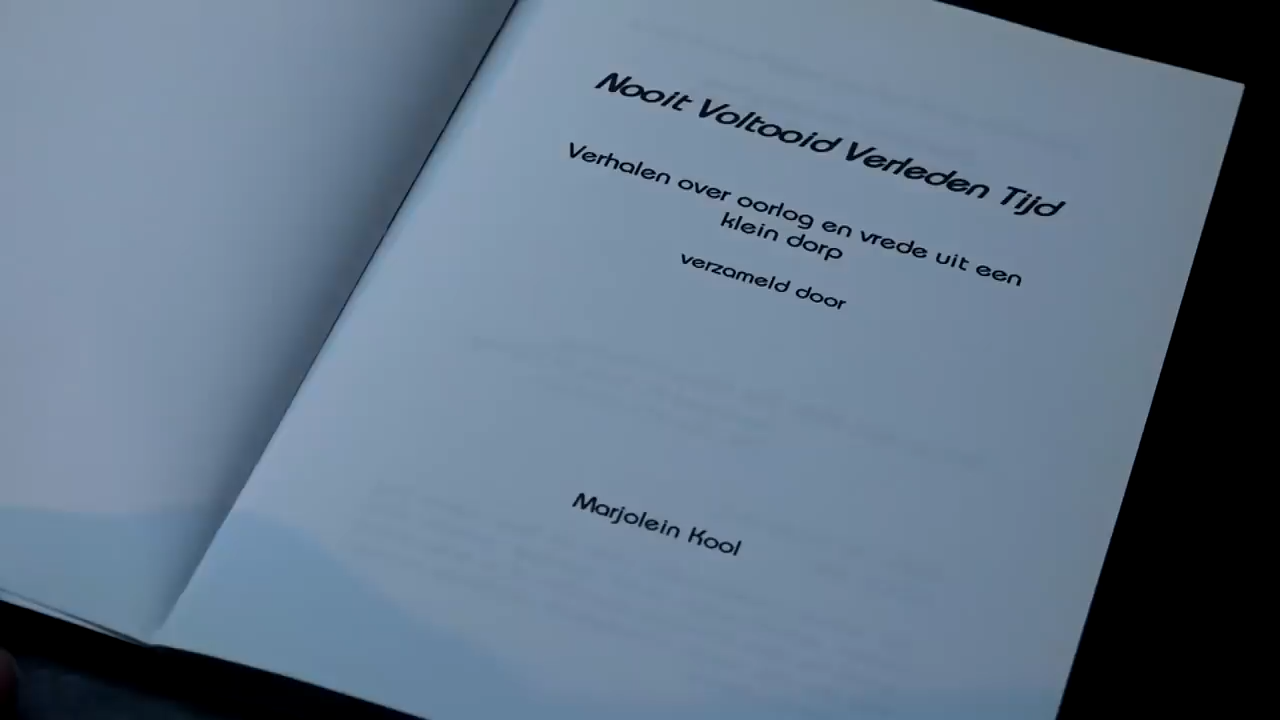 Nooit Voltooid Verleden Tijd
Verhalen over oorlog en vrede uit een
klein dorp
verzameld door
Marjolein Kool